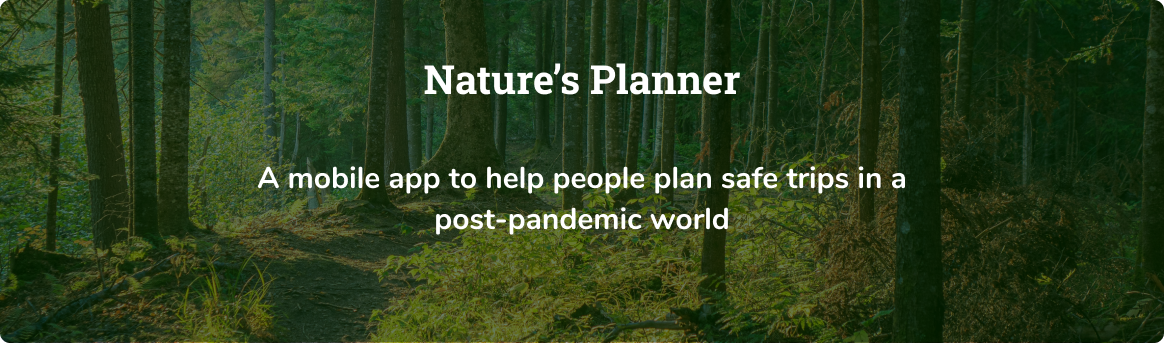 Nature’s Planner
A mobile app to help people plan safe trips in a
post-pandemic world